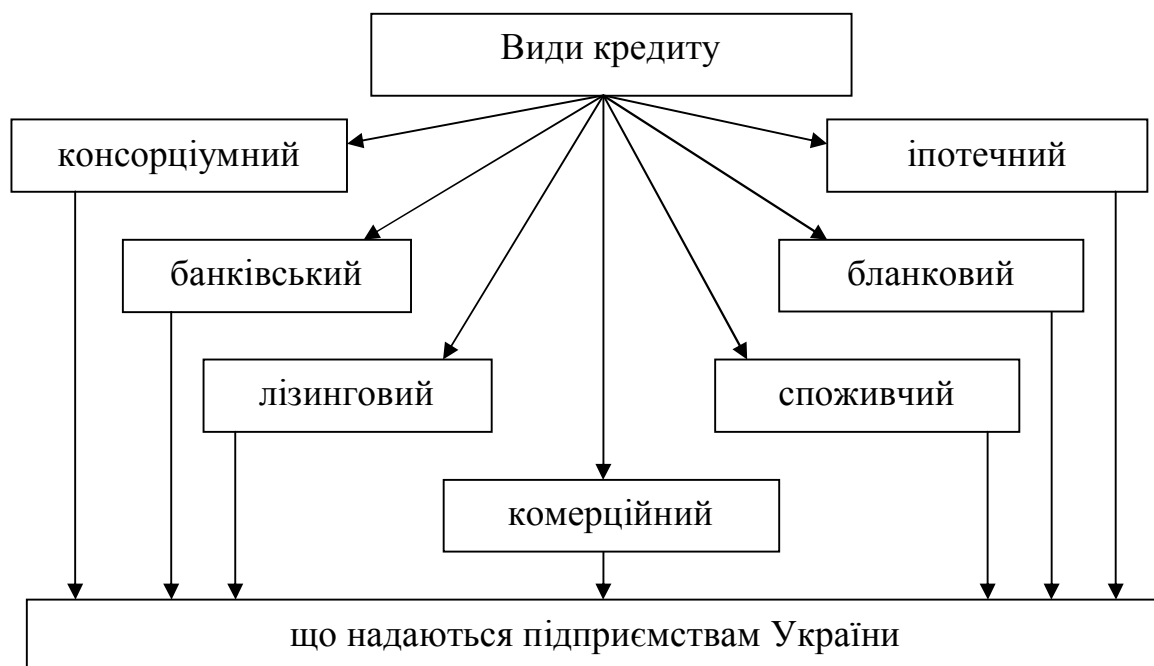 Види кредиту
консорціумний
іпотечний
банківський
бланковий
лізинговий
споживчий
комерційний
що надаються підприємствам України